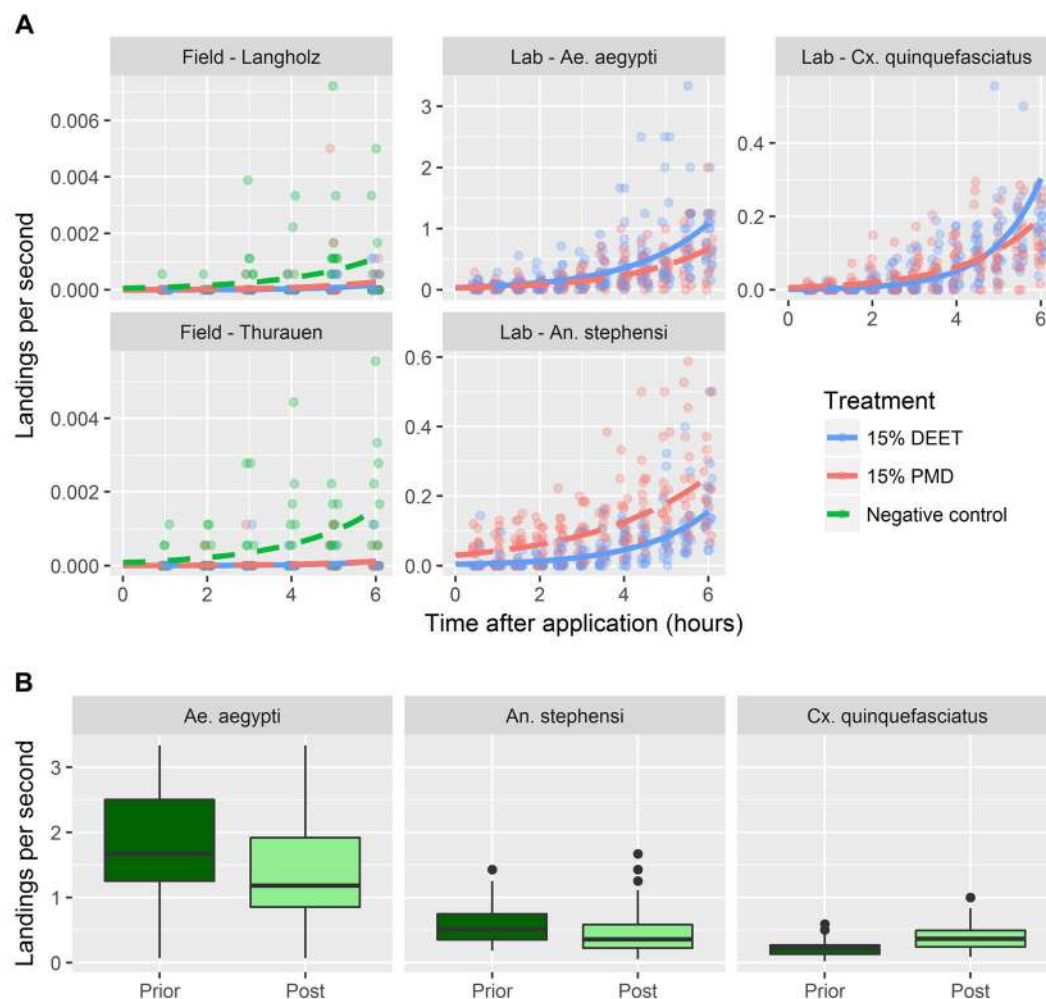 A
Field - Langholz
Lab - Ae. aegypti
Lab - Cx. quinquefasciatus
Landings per second
0.006
0.004
0.002
0.000
3
2
1
0
0.4
0.2
0.0
0 2 4 6
Field - Thurauen
Lab - An. stephensi
0.004
0.002
0.000
0.6
0.4
0.2
0.0
0 2 4 6
0 2 4 6
Time after application (hours)
Treatment
15% DEET
15% PMD
Negative control
B
Ae. aegypti
An. stephensi
Cx. quinquefasciatus
Landings per second
3
2
1
0
Prior Post
Prior Post
Prior Post